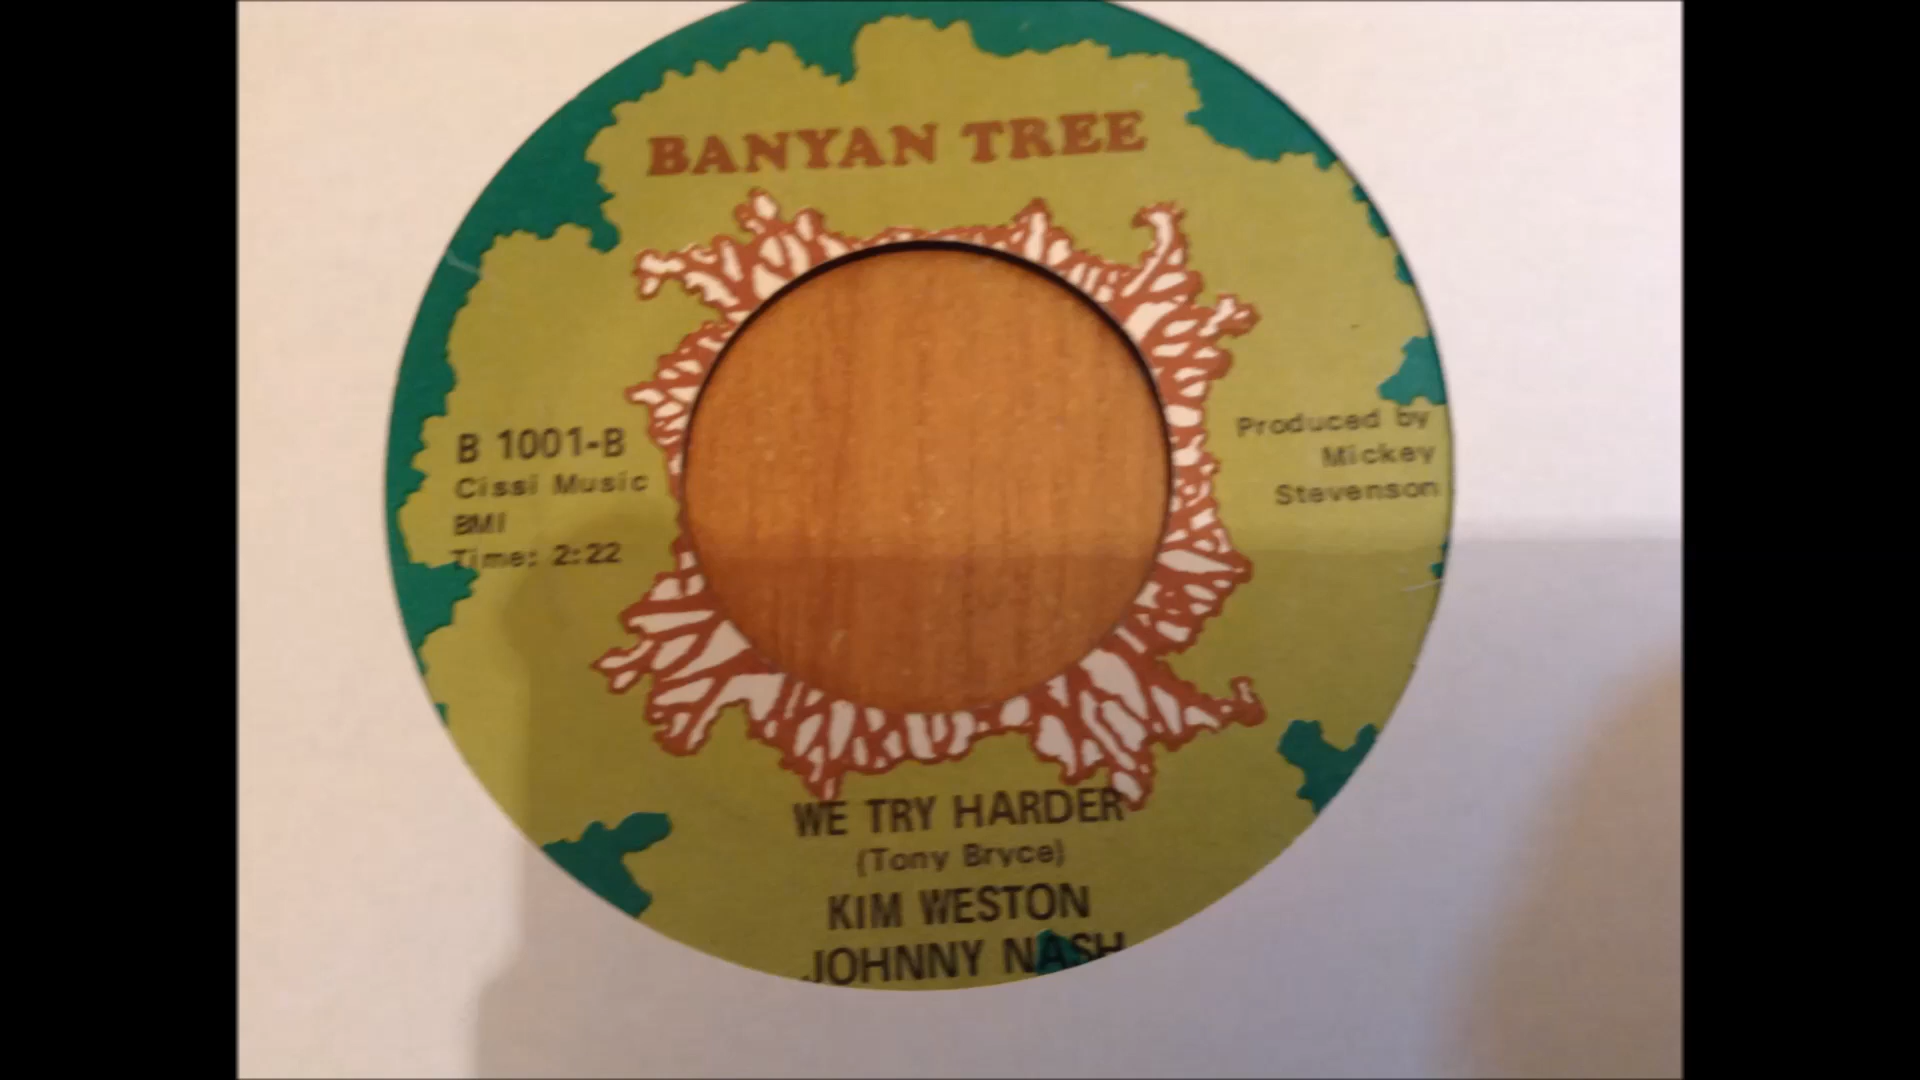 BANYAN TREE
B 1001-B
Cissi Music
BMI
Time: 2:22
Produced by
Mickey
Stevenson
WE TRY HARDER
(Tony Bryce)
KIM WESTON
JOHNNY NASH